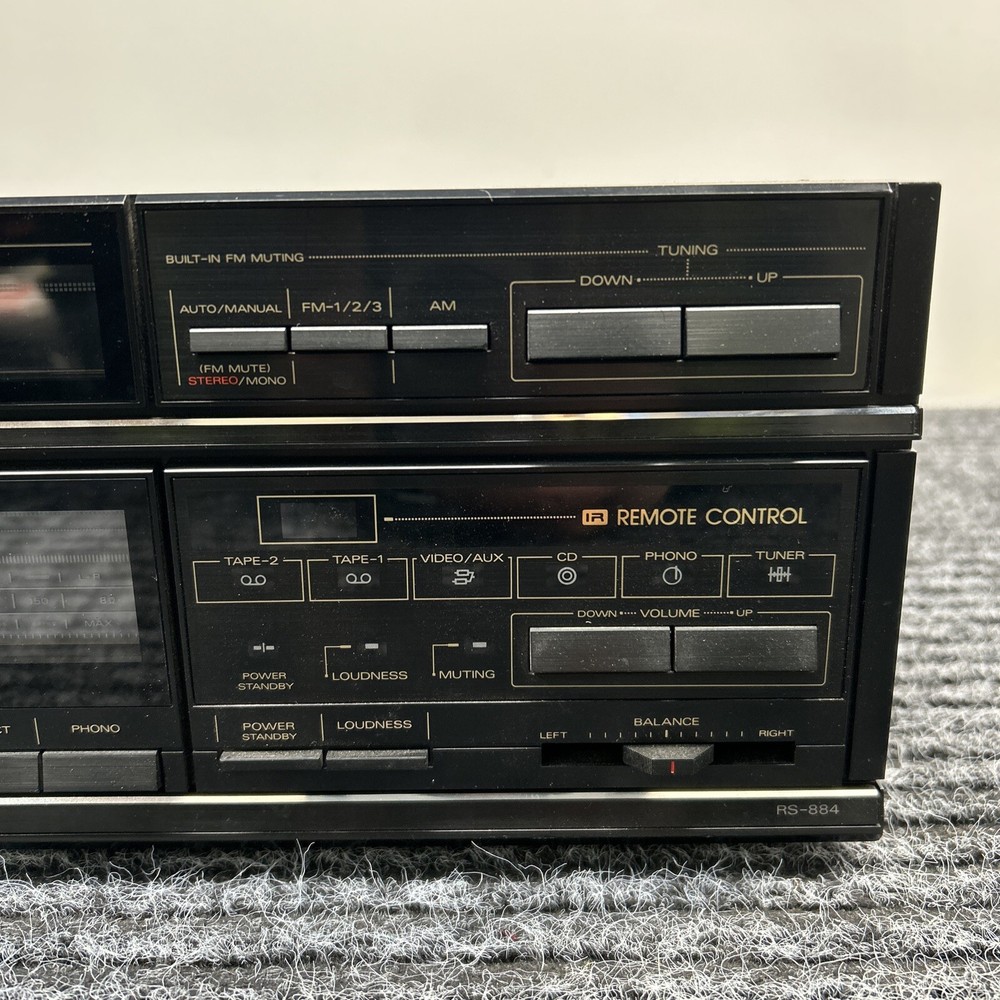 TUNING
BUILT-IN FM MUTING
DOWN UP
AUTO/MANUAL FM-1/2/3 AM
(FM MUTE)
STEREO/MONO
IR REMOTE CONTROL
TAPE-2 TAPE-1 VIDEO/AUX CD PHONO TUNER
DOWN VOLUME UP
MAX
POWER
STANDBY
LOUDNESS
MUTING
PHONO
POWER
STANDBY
LOUDNESS
BALANCE
LEFT RIGHT
RS-884